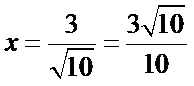 x = 3/√10 = 3√10/10